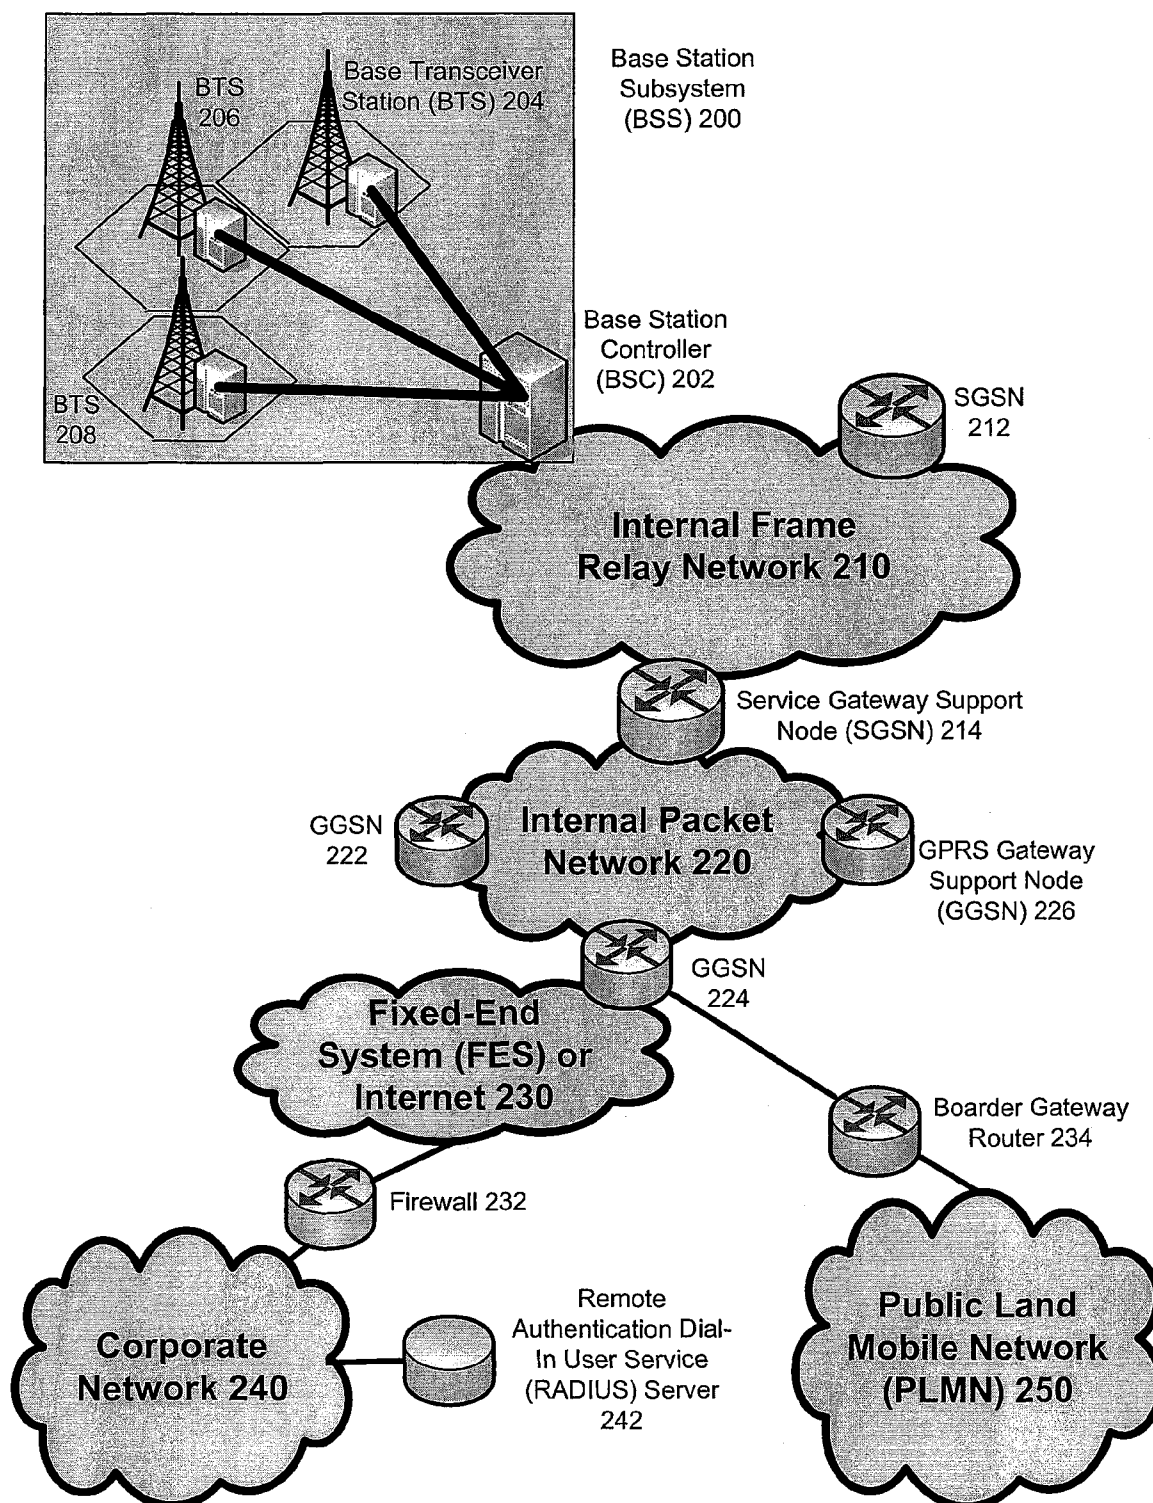 Base Station
Subsystem
(BSS) 200
Base Transceiver
Station (BTS) 204
BTS
206
Base Station
Controller
(BSC) 202
BTS
208
SGSN
212
Internal Frame
Relay Network 210
Service Gateway Support
Node (SGSN) 214
GGSN
222
Internal Packet
Network 220
GPRS Gateway
Support Node
(GGSN) 226
GGSN
224
Fixed-End
System (FES) or
Internet 230
Boarder Gateway
Router 234
Firewall 232
Corporate
Network 240
Remote
Authentication Dial-
In User Service
(RADIUS) Server
242
Public Land
Mobile Network
(PLMN) 250